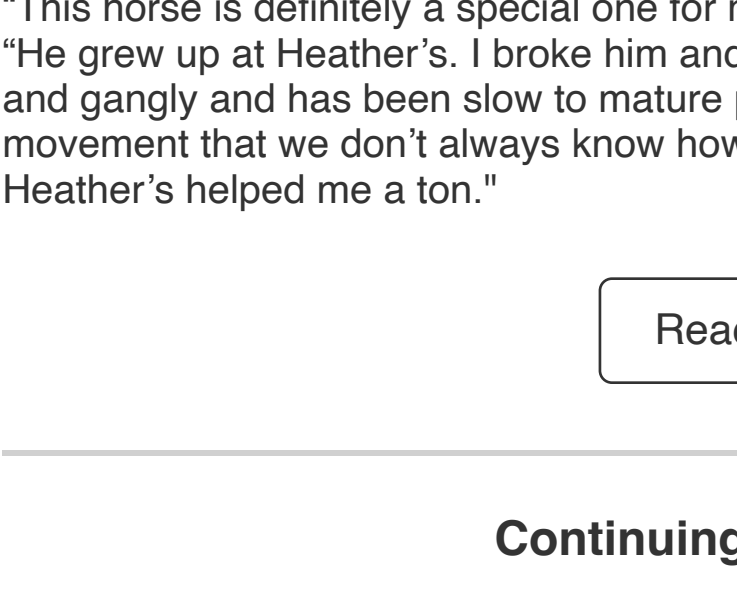 “This horse is definitely a special one for
“He grew up at Heather’s. I broke him and
and gangly and has been slow to mature
movement that we don’t always know how
Heather’s helped me a ton."
Read
Continuing